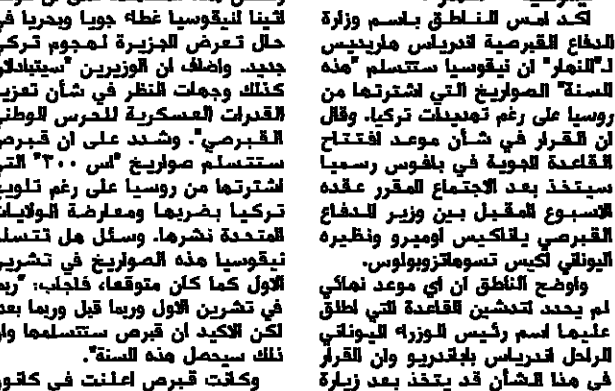 اكد امس الناطق باسم وزارة
الدفاع القبرصية اندرياس هاريديس
لـ"النهار" ان نيقوسيا ستتسلم "هذه
السنة" الصواريخ التي اشترتها من
روسيا على رغم تهديدات تركيا. وقال
ان القرار في شأن موعد افتتاح
القاعدة الجوية في بافوس رسميا
سيتخذ بعد الاجتماع المقرر عقده
الاسبوع المقبل بين وزير الدفاع
القبرصي ياناكيس اوميرو ونظيره
اليوناني اكيس تسوهاتزوبولوس.
واوضح الناطق ان اي موعد نهائي
لم يحدد لتدشين القاعدة التي اطلق
عليها اسم رئيس الوزراء اليوناني
الراحل اندرياس باباندريو وان القرار
في هذا الشأن قد يتخذ بعد زيارة
اثينا لنيقوسيا غطاء جويا وبحريا في
حال تعرض الجزيرة لهجوم تركي
جديد. واضاف ان الوزيرين "سيتبادلان
كذلك وجهات النظر في شأن تعزيز
القدرات العسكرية للحرس الوطني
القبرصي". وشدد على ان قبرص
ستتسلم صواريخ "اس ٣٠٠" التي
اشترتها من روسيا على رغم تلويح
تركيا بضربها ومعارضة الولايات
المتحدة نشرها. وسئل هل تتسلم
نيقوسيا هذه الصواريخ في تشرين
الاول كما كان متوقعا، فاجاب: "ربما
في تشرين الاول وربما قبل وربما بعد
لكن الاكيد ان قبرص ستتسلمها وان
ذلك سيحصل هذه السنة".
وكانت قبرص اعلنت في كانون